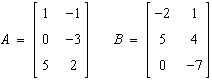 A = [ 1 -1 ] B = [ -2 1 ]
[ 0 -3 ] [ 5 4 ]
[ 5 2 ] [ 0 -7 ]